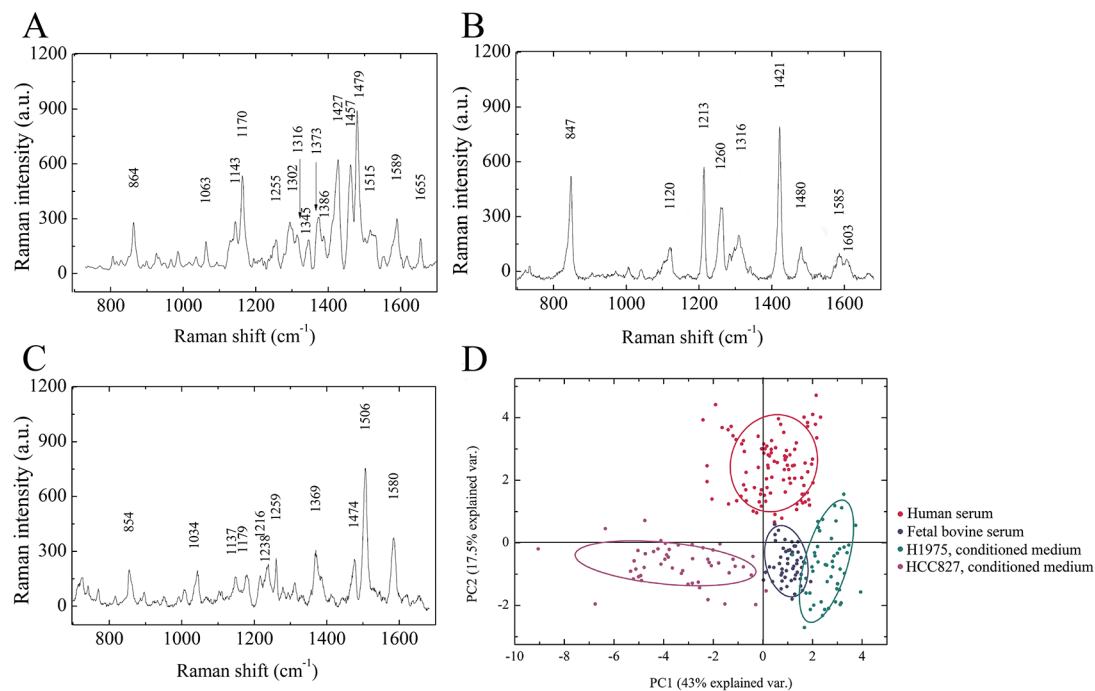 A
1200
900
600
300
0
Raman intensity (a.u.)
864
1063
1143
1170
1255
1302
1316
1345
1373
1386
1427
1457
1479
1515
1589
1655
800 1000 1200 1400 1600
Raman shift (cm-1)
B
1200
900
600
300
0
Raman intensity (a.u.)
847
1120
1213
1260
1316
1421
1480
1585
1603
800 1000 1200 1400 1600
Raman shift (cm-1)
C
1200
900
600
300
0
Raman intensity (a.u.)
854
1034
1137
1179
1216
1238
1259
1369
1474
1506
1580
800 1000 1200 1400 1600
Raman shift (cm-1)
D
4
2
0
-2
PC2 (17.5% explained var.)
-10 -8 -6 -4 -2 0 2 4
PC1 (43% explained var.)
Human serum
Fetal bovine serum
H1975, conditioned medium
HCC827, conditioned medium